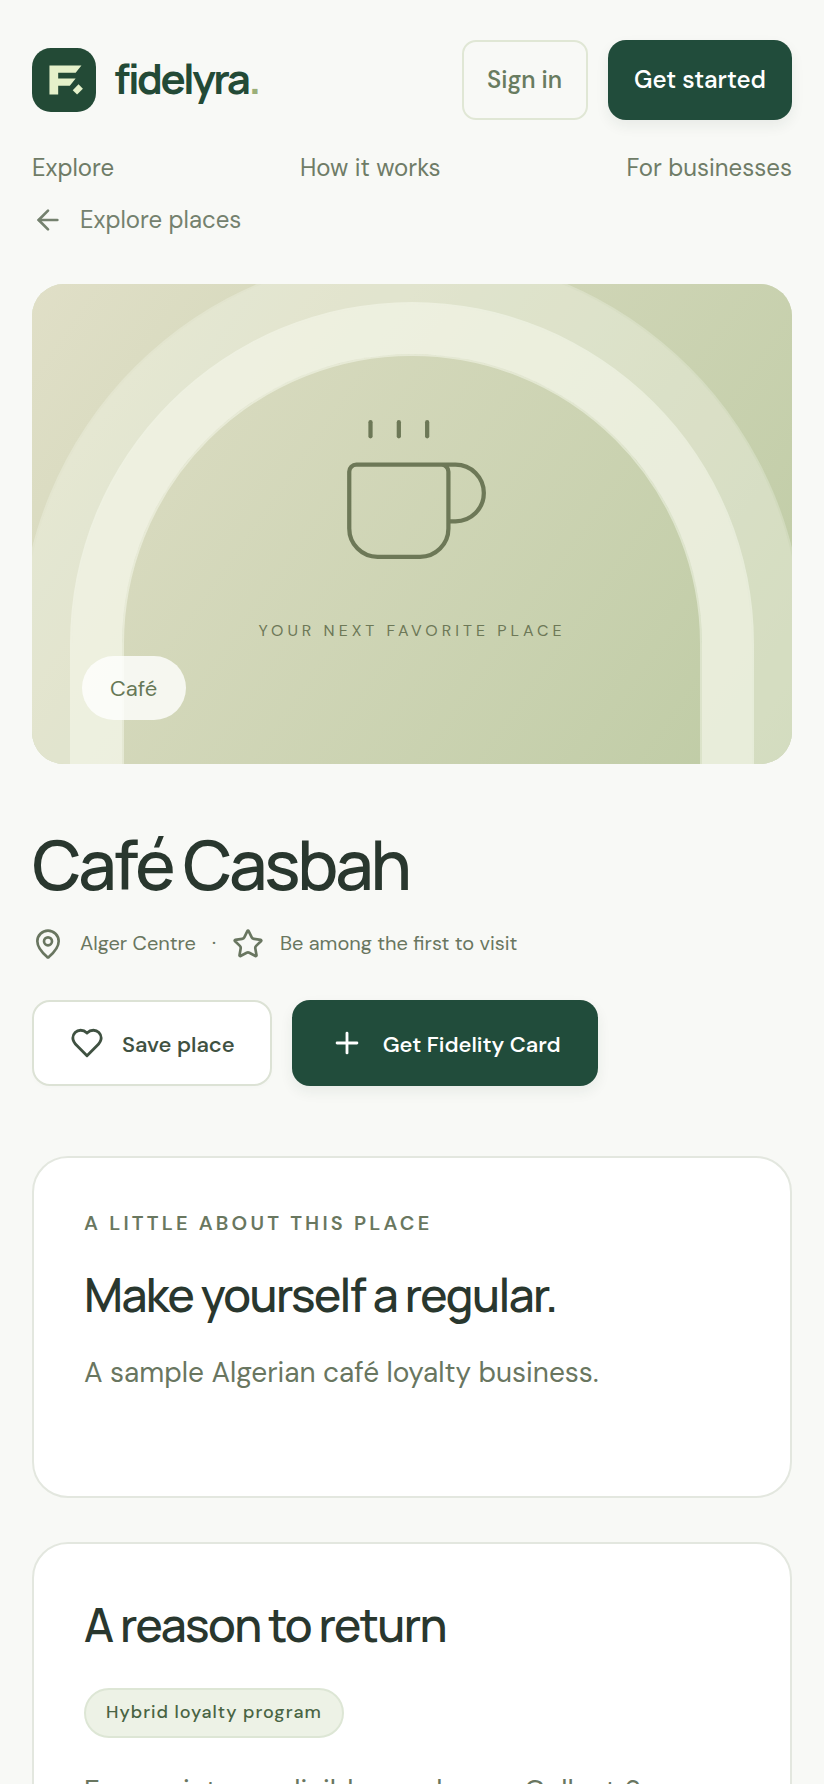 fidelyra.
Sign in
Get started
Explore
How it works
For businesses
Explore places
YOUR NEXT FAVORITE PLACE
Café
Café Casbah
Alger Centre · Be among the first to visit
Save place
Get Fidelity Card
A LITTLE ABOUT THIS PLACE
Make yourself a regular.
A sample Algerian café loyalty business.
A reason to return
Hybrid loyalty program